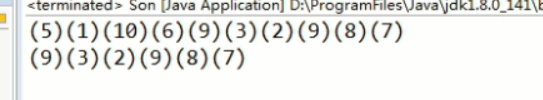 <terminated> Son [Java Application] D:\ProgramFiles\Java\jdk1.8.0_141\b
(5)(1)(10)(6)(9)(3)(2)(9)(8)(7)
(9)(3)(2)(9)(8)(7)